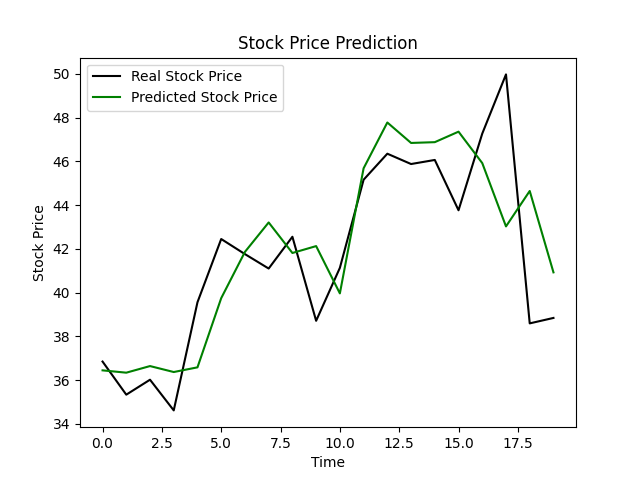 Stock Price Prediction
Real Stock Price
Predicted Stock Price
50
48
46
44
42
40
38
36
34
Stock Price
0.0 2.5 5.0 7.5 10.0 12.5 15.0 17.5
Time